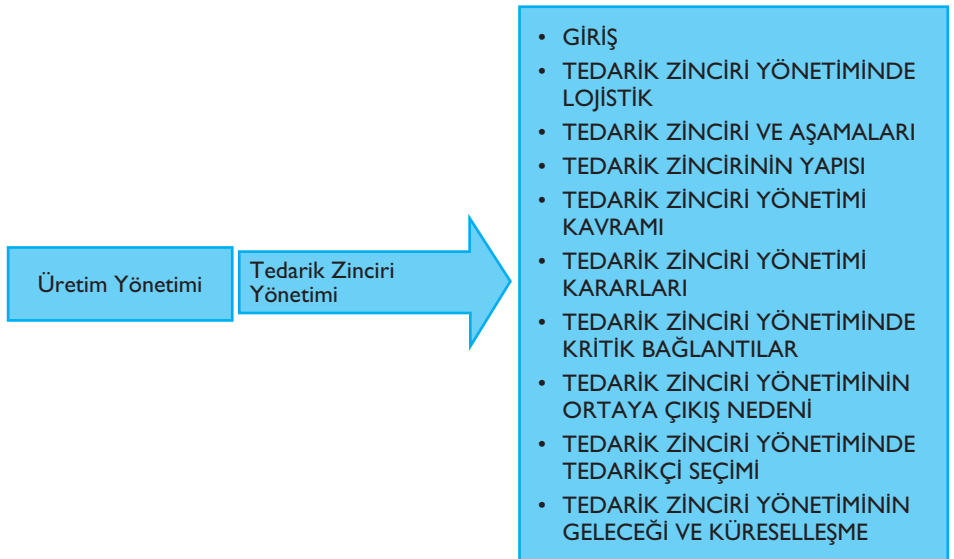 Üretim Yönetimi
Tedarik Zinciri
Yönetimi
• GİRİŞ
• TEDARİK ZİNCİRİ YÖNETİMİNDE
LOJİSTİK
• TEDARİK ZİNCİRİ VE AŞAMALARI
• TEDARİK ZİNCİRİNİN YAPISI
• TEDARİK ZİNCİRİ YÖNETİMİ
KAVRAMI
• TEDARİK ZİNCİRİ YÖNETİMİ
KARARLARI
• TEDARİK ZİNCİRİ YÖNETİMİNDE
KRİTİK BAĞLANTILAR
• TEDARİK ZİNCİRİ YÖNETİMİNİN
ORTAYA ÇIKIŞ NEDENİ
• TEDARİK ZİNCİRİ YÖNETİMİNDE
TEDARİKÇİ SEÇİMİ
• TEDARİK ZİNCİRİ YÖNETİMİNİN
GELECEĞİ VE KÜRESELLEŞME